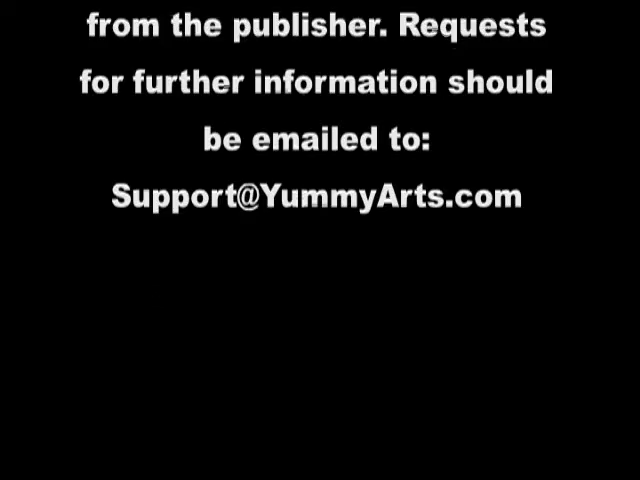 from the publisher. Requests
for further information should
be emailed to:
Support@YummyArts.com